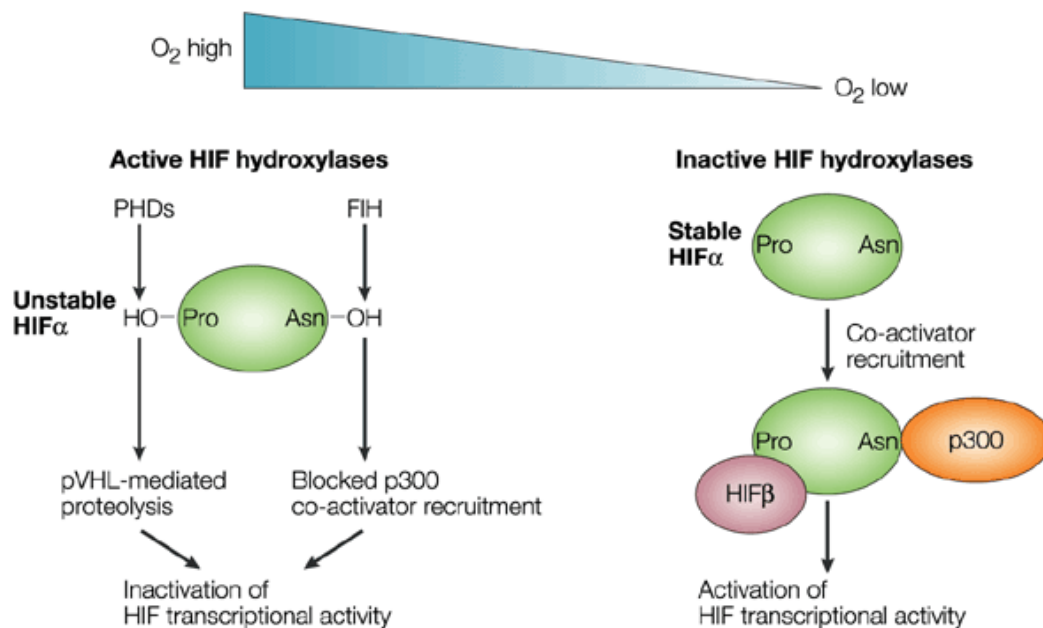 O2 high
O2 low
Active HIF hydroxylases
PHDs
FIH
Unstable
HIFα
HO
Pro
Asn
OH
pVHL-mediated
proteolysis
Blocked p300
co-activator recruitment
Inactivation of
HIF transcriptional activity
Inactive HIF hydroxylases
Stable
HIFα
Pro
Asn
Co-activator
recruitment
Pro
Asn
p300
HIFβ
Activation of
HIF transcriptional activity